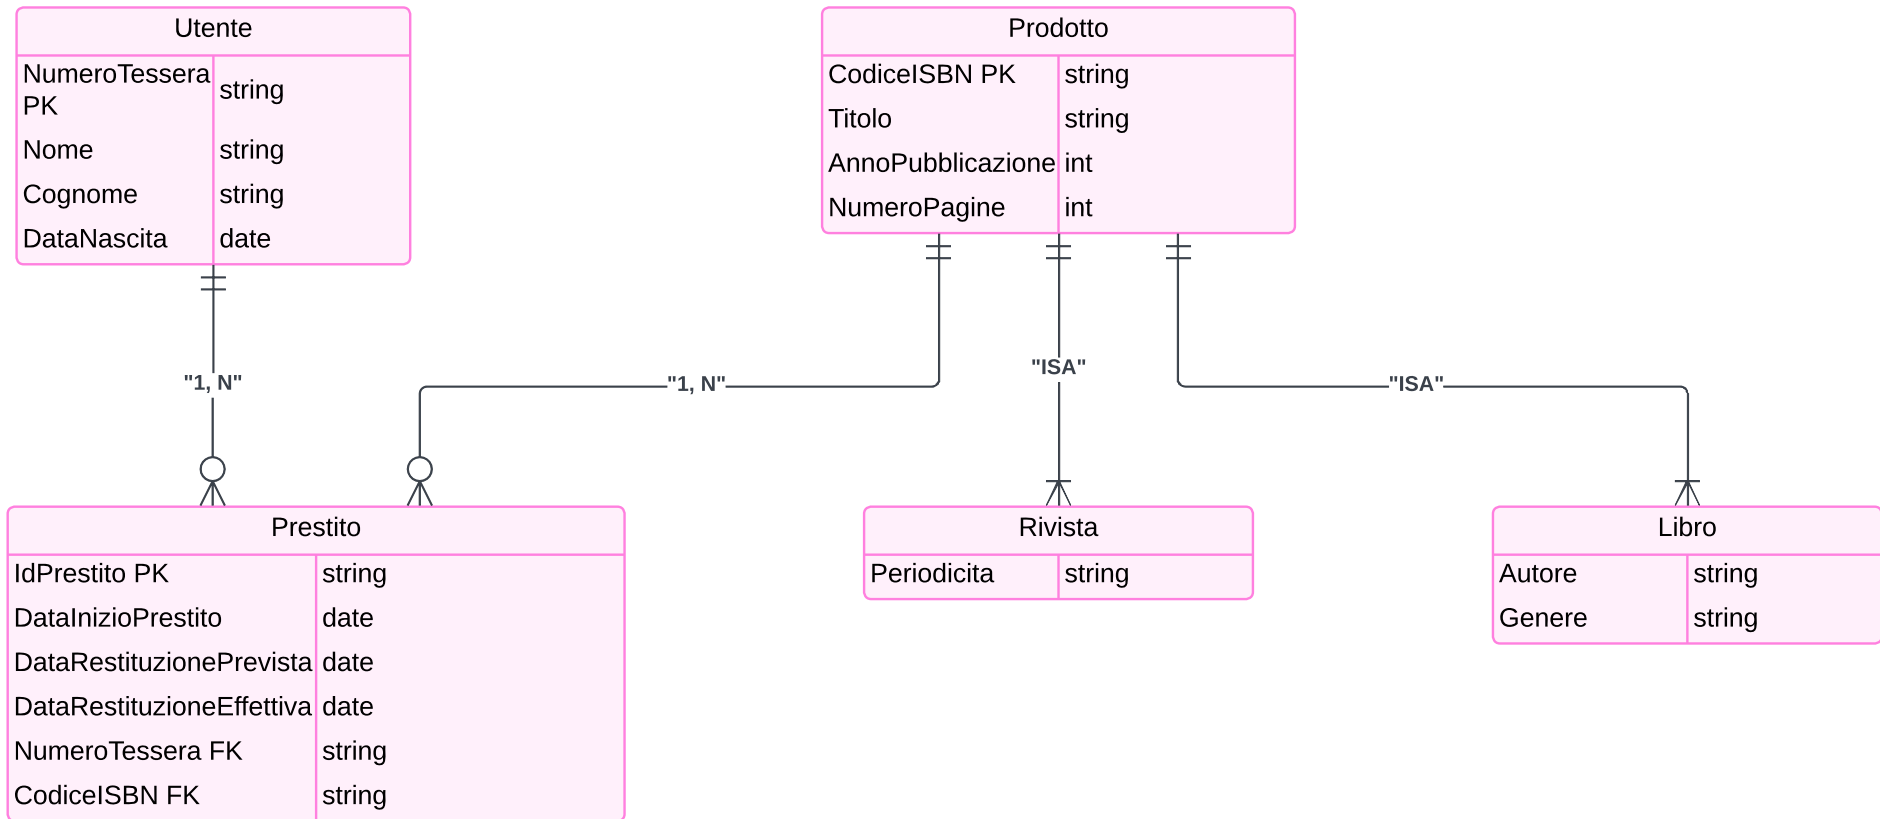 Utente
NumeroTessera
PK
string
Nome
string
Cognome
string
DataNascita
date
Prodotto
CodiceISBN PK
string
Titolo
string
AnnoPubblicazione
int
NumeroPagine
int
"1, N"
"1, N"
"ISA"
"ISA"
Prestito
IdPrestito PK
string
DataInizioPrestito
date
DataRestituzionePrevista
date
DataRestituzioneEffettiva
date
NumeroTessera FK
string
CodiceISBN FK
string
Rivista
Periodicita
string
Libro
Autore
string
Genere
string